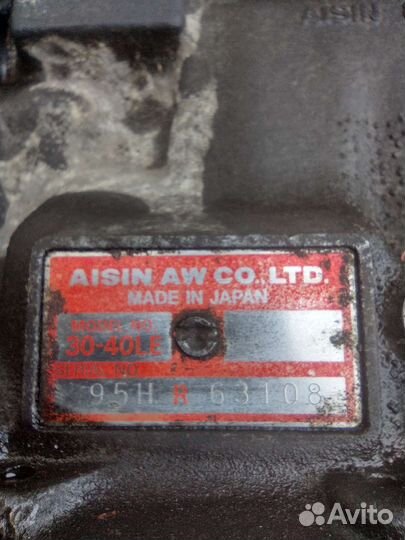 AISIN
AISIN AW CO., LTD.
MADE IN JAPAN
MODEL NO.
30-40LE
SERIAL NO.
95H R 63108
Avito